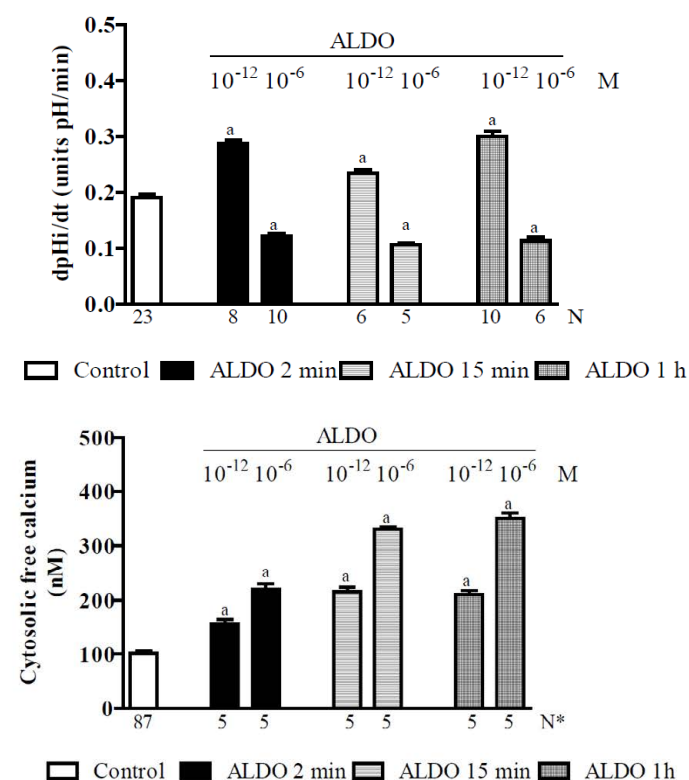 ALDO
10⁻¹² 10⁻⁶ 10⁻¹² 10⁻⁶ 10⁻¹² 10⁻⁶ M
dpHi/dt (units pH/min)
0.5
0.4
0.3
0.2
0.1
0.0
a a a a a a
23 8 10 6 5 10 6 N
Control ALDO 2 min ALDO 15 min ALDO 1 h
ALDO
10⁻¹² 10⁻⁶ 10⁻¹² 10⁻⁶ 10⁻¹² 10⁻⁶ M
Cytosolic free calcium
(nM)
500
400
300
200
100
0
a a a a a a
87 5 5 5 5 5 5 N*
Control ALDO 2 min ALDO 15 min ALDO 1h